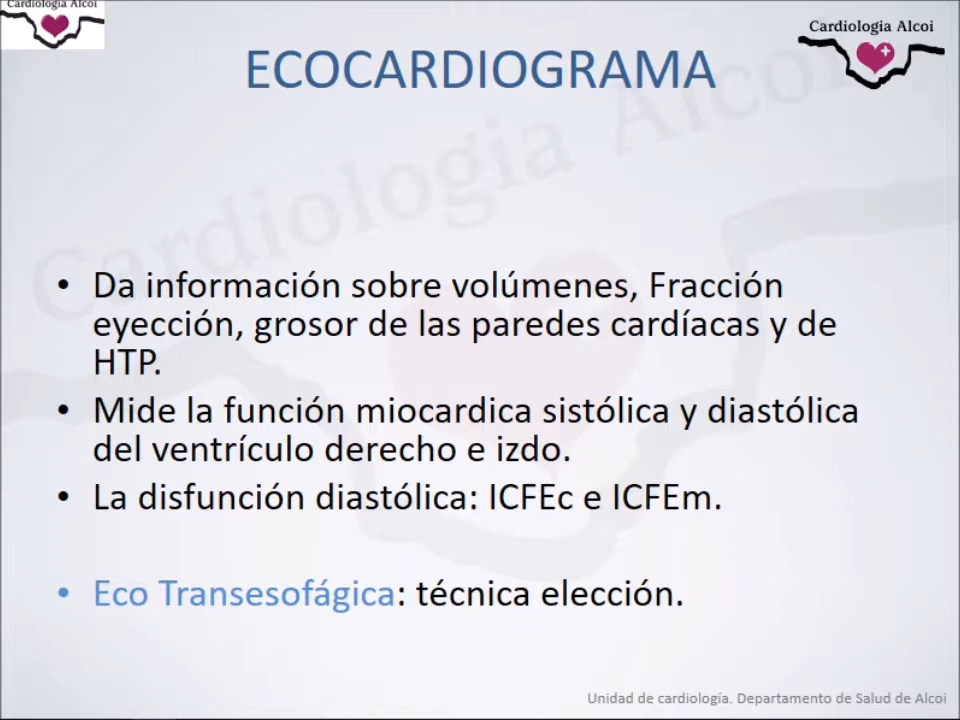 Cardiologia Alcoi
Cardiologia Alcoi
ECOCARDIOGRAMA
Cardiologia Alcoi
• Da información sobre volúmenes, Fracción
eyección, grosor de las paredes cardíacas y de
HTP.
• Mide la función miocardica sistólica y diastólica
del ventrículo derecho e izdo.
• La disfunción diastólica: ICFEc e ICFEm.
• Eco Transesofágica: técnica elección.
Unidad de cardiología. Departamento de Salud de Alcoi